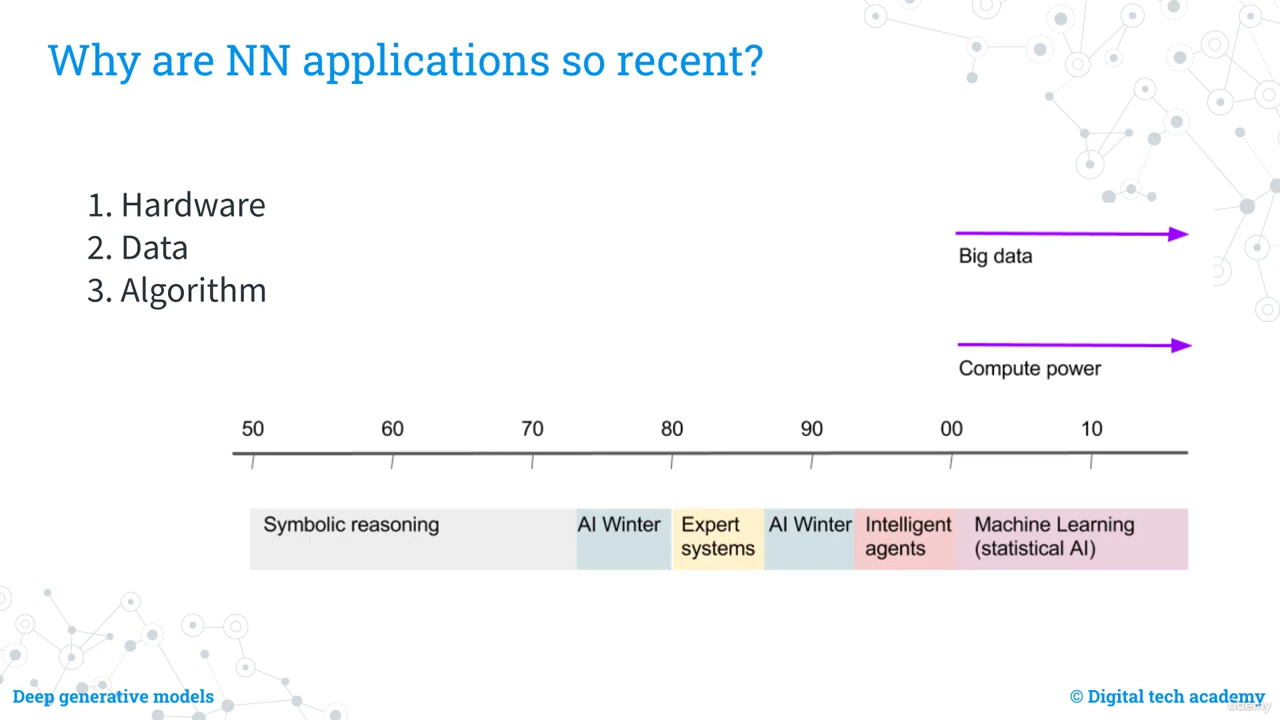 Why are NN applications so recent?
1. Hardware
2. Data
3. Algorithm
Big data
Compute power
50 60 70 80 90 00 10
Symbolic reasoning
AI Winter
Expert
systems
AI Winter
Intelligent
agents
Machine Learning
(statistical AI)
Deep generative models
© Digital tech academy
udemy